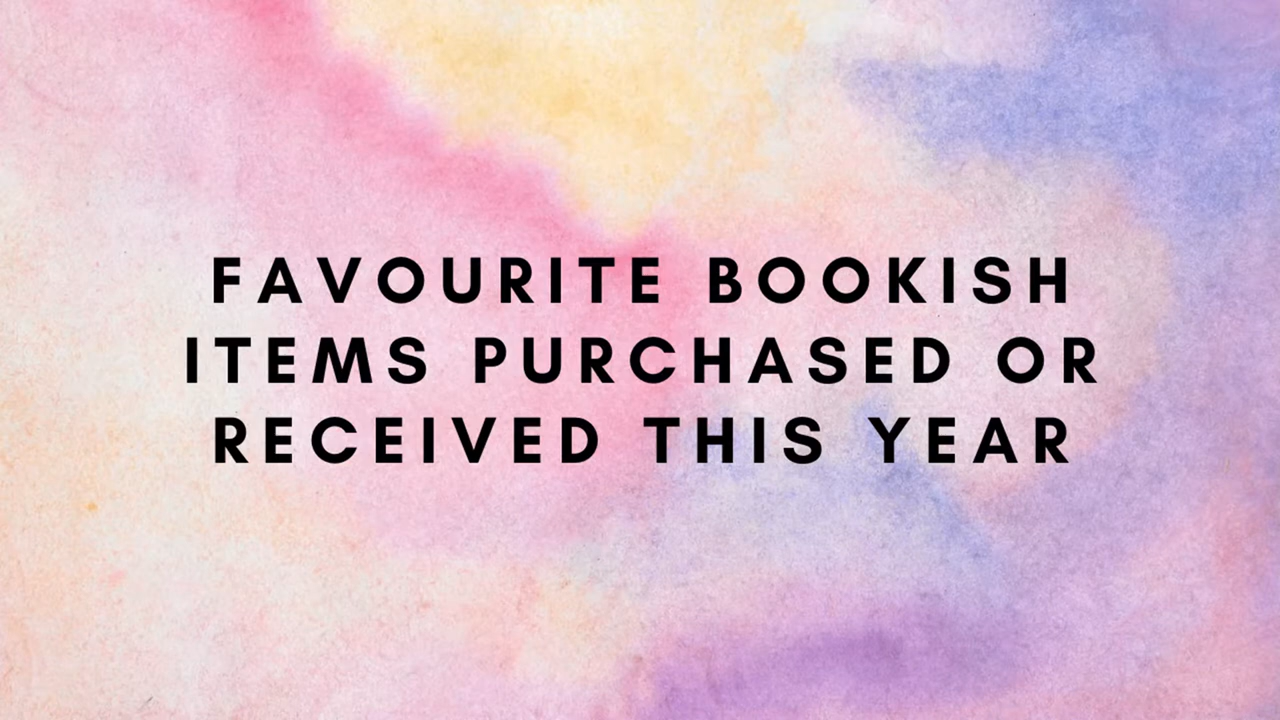 FAVOURITE BOOKISH
ITEMS PURCHASED OR
RECEIVED THIS YEAR